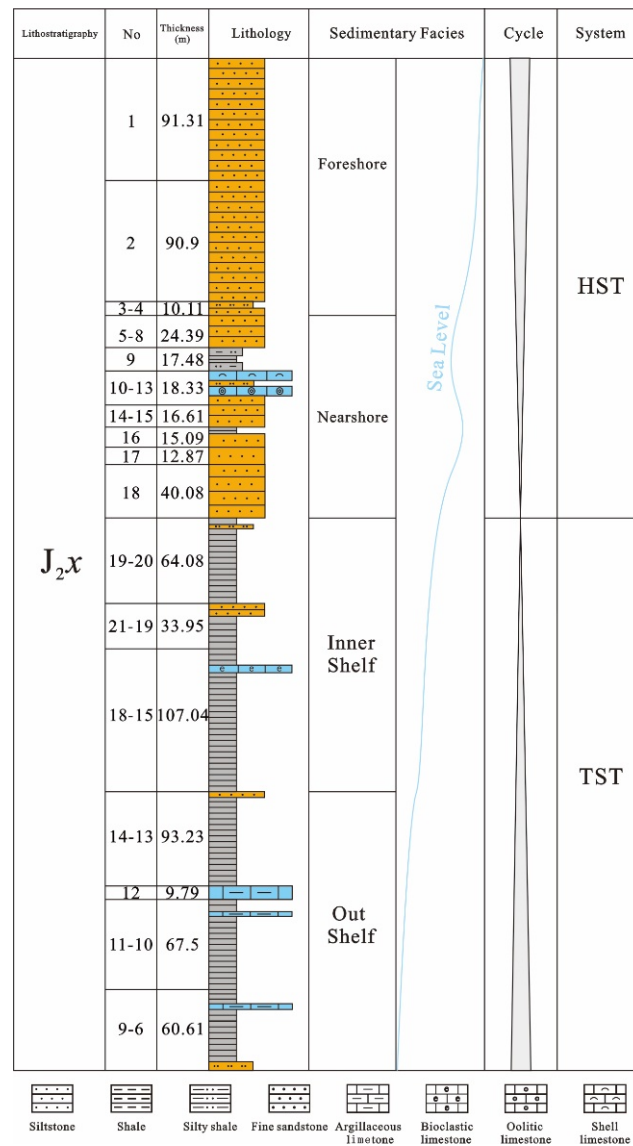 Lithostratigraphy No Thickness (m) Lithology Sedimentary Facies Cycle System
1 91.31
Foreshore
2 90.9
HST
3-4 10.11
5-8 24.39
Sea Level
9 17.48
10-13 18.33
14-15 16.61
Nearshore
16 15.09
17 12.87
18 40.08
J₂x
19-20 64.08
21-19 33.95
Inner
Shelf
18-15 107.04
TST
14-13 93.23
12 9.79
Out
Shelf
11-10 67.5
9-6 60.61
Siltstone Shale Silty shale Fine sandstone Argillaceous limetone Bioclastic limestone Oolitic limestone Shell limestone